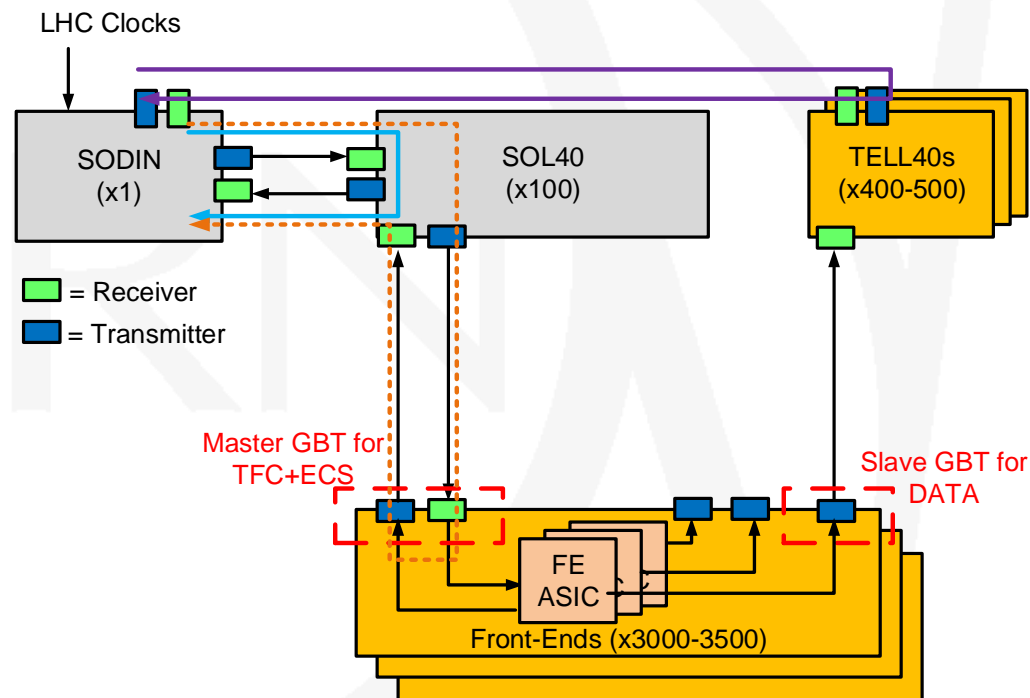 LHC Clocks
SODIN
(x1)
SOL40
(x100)
TELL40s
(x400-500)
= Receiver
= Transmitter
Master GBT for
TFC+ECS
Slave GBT for
DATA
FE
ASIC
Front-Ends (x3000-3500)